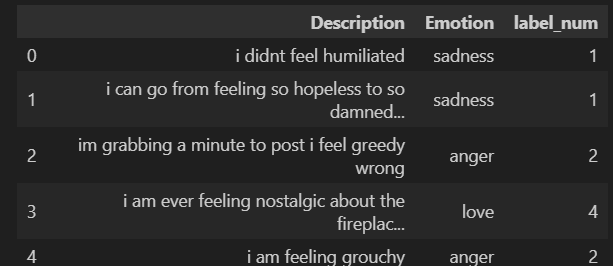 Description Emotion label_num
0 i didnt feel humiliated sadness 1
i can go from feeling so hopeless to so
1 damned... sadness 1
im grabbing a minute to post i feel greedy
2 wrong anger 2
i am ever feeling nostalgic about the
3 fireplac... love 4
4 i am feeling grouchy anger 2